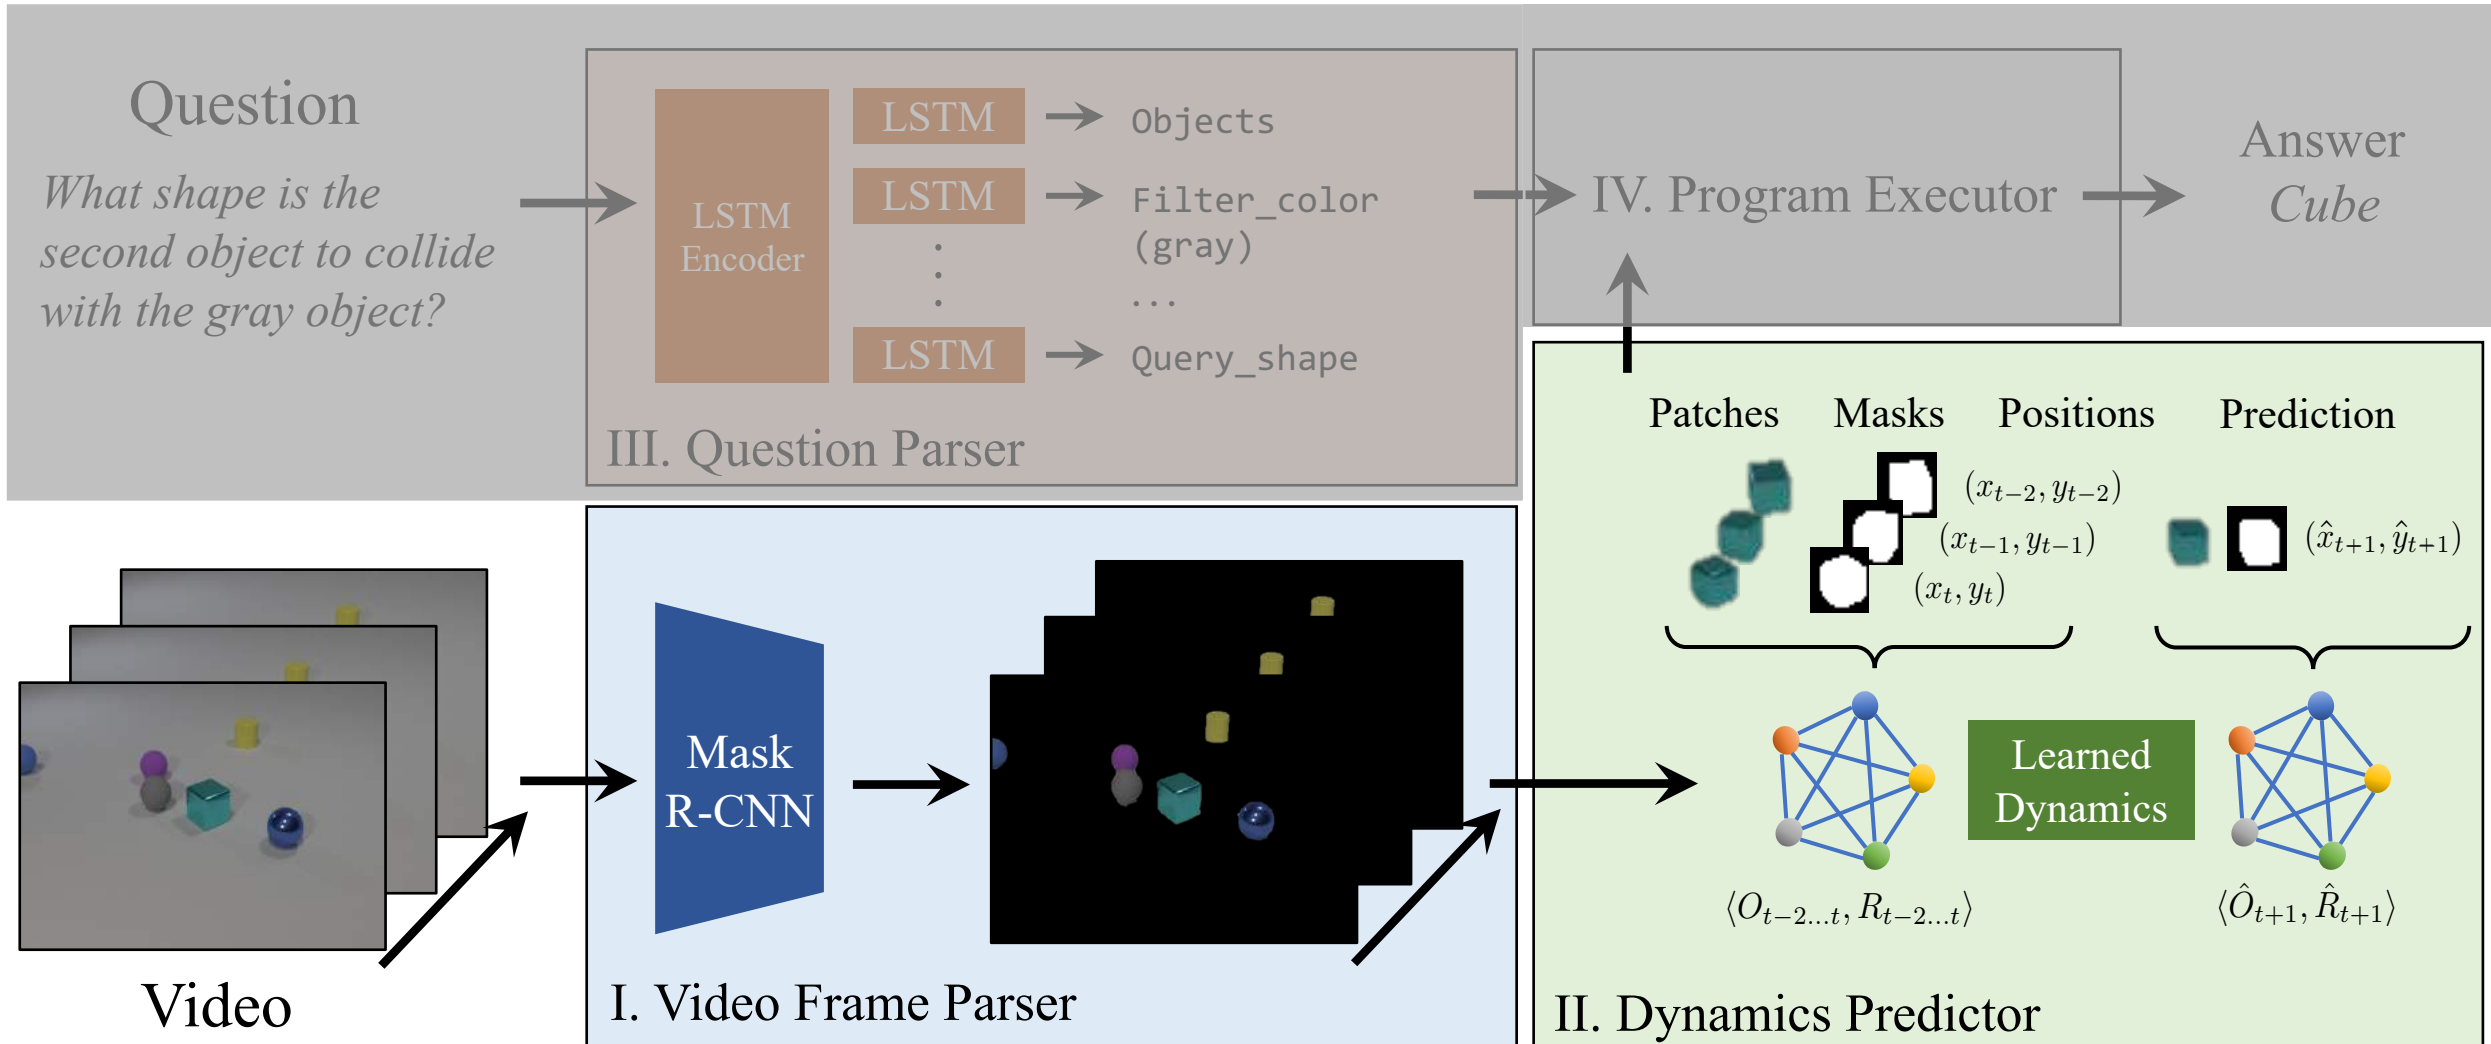 Question
What shape is the
second object to collide
with the gray object?
LSTM
Encoder
LSTM
LSTM
LSTM
Objects
Filter_color
(gray)
...
Query_shape
III. Question Parser
IV. Program Executor
Answer
Cube
Video
Mask
R-CNN
I. Video Frame Parser
Patches Masks Positions Prediction
(x_{t-2}, y_{t-2})
(x_{t-1}, y_{t-1})
(x_t, y_t)
(x̂_{t+1}, ŷ_{t+1})
Learned
Dynamics
⟨O_{t-2...t}, R_{t-2...t}⟩
⟨Ô_{t+1}, R̂_{t+1}⟩
II. Dynamics Predictor